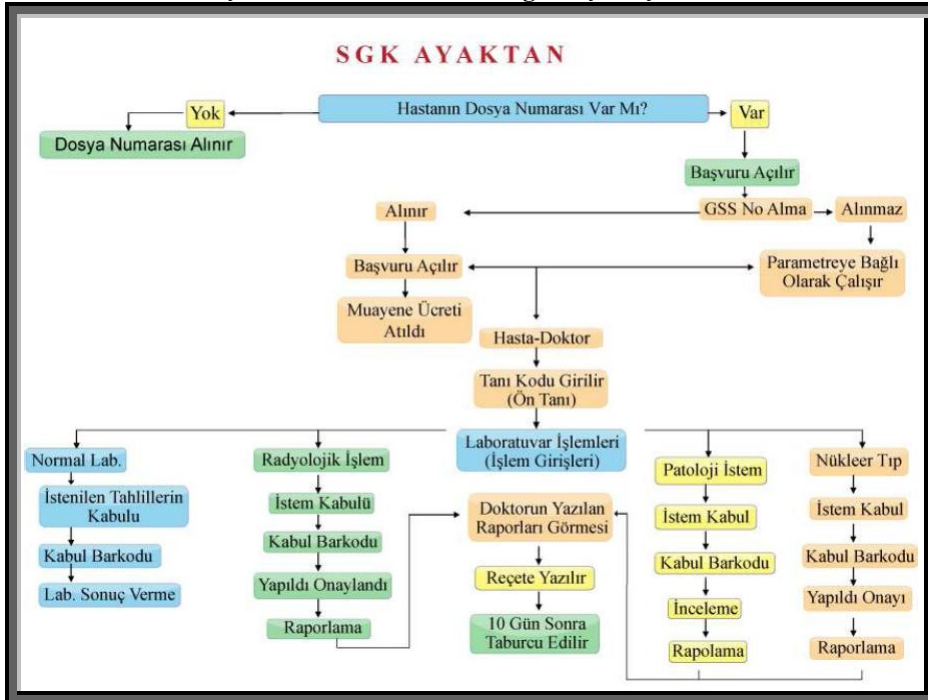 SGK AYAKTAN
Hastanın Dosya Numarası Var Mı?
Yok
Var
Dosya Numarası Alınır
Başvuru Açılır
Alınır
GSS No Alma
Alınmaz
Başvuru Açılır
Parametreye Bağlı
Olarak Çalışır
Muayene Ücreti
Atıldı
Hasta-Doktor
Tanı Kodu Girilir
(Ön Tanı)
Laboratuvar İşlemleri
(İşlem Girişleri)
Normal Lab.
İstenilen Tahlillerin
Kabulu
Kabul Barkodu
Lab. Sonuç Verme
Radyolojik İşlem
İstem Kabulü
Kabul Barkodu
Yapıldı Onaylandı
Raporlama
Doktorun Yazılan
Raporları Görmesi
Reçete Yazılır
10 Gün Sonra
Taburcu Edilir
Patoloji İstem
İstem Kabul
Kabul Barkodu
İnceleme
Rapolama
Nükleer Tıp
İstem Kabul
Kabul Barkodu
Yapıldı Onayı
Raporlama